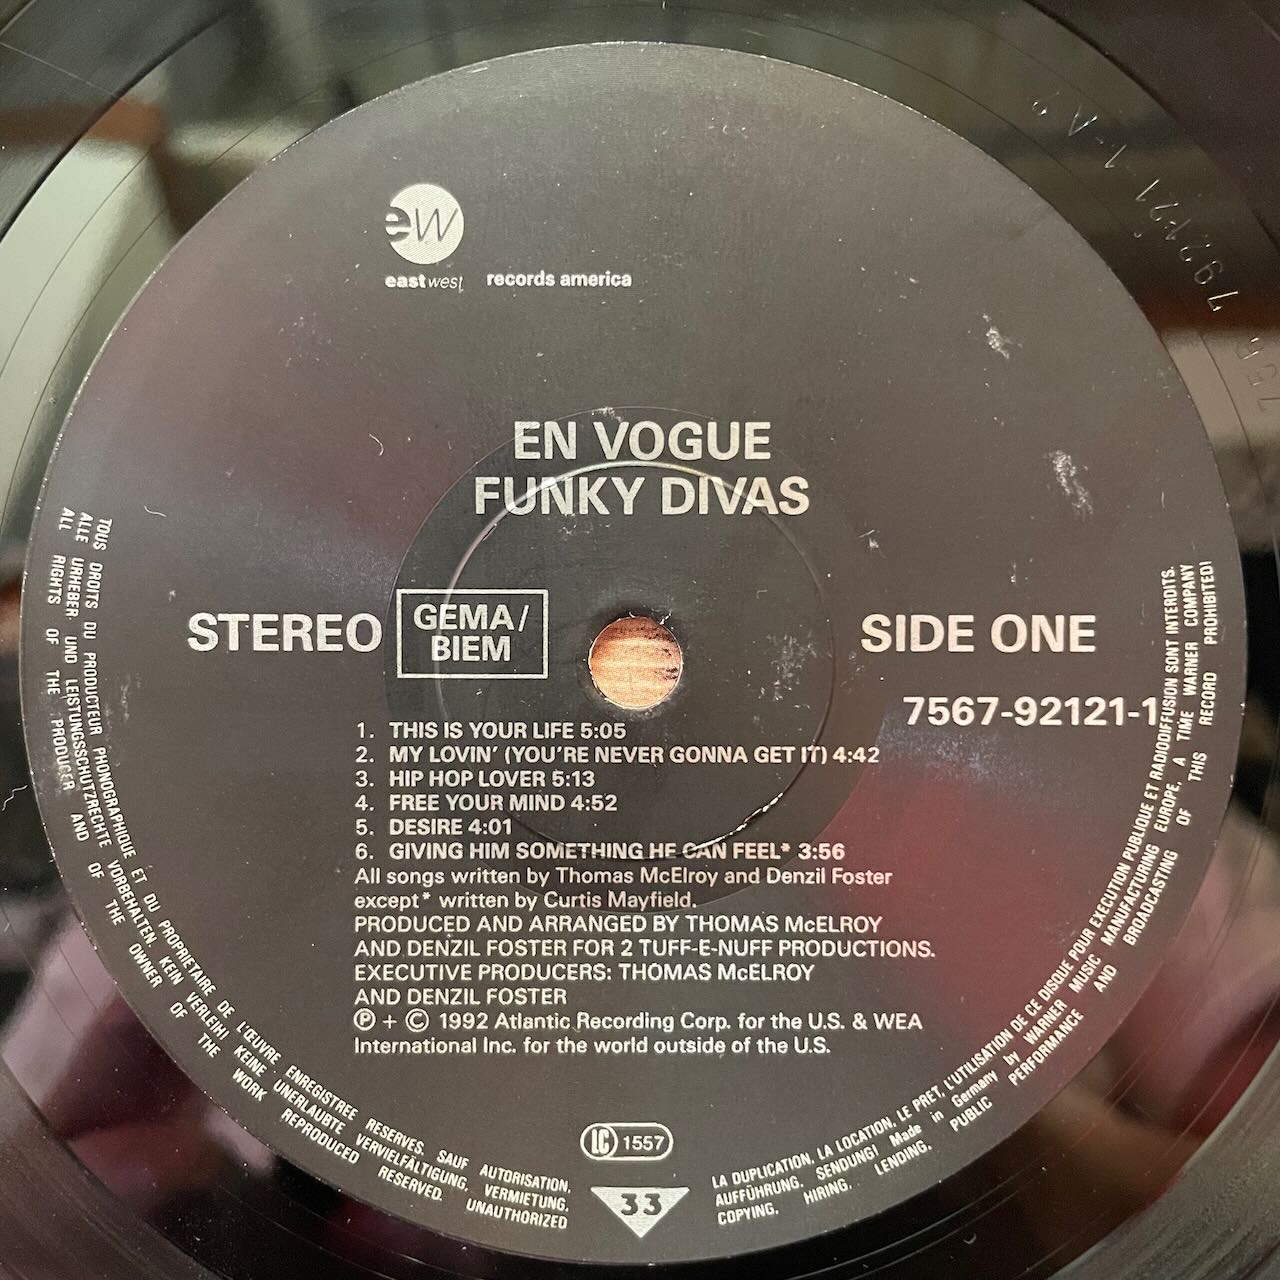 ew
eastwest records america
EN VOGUE
FUNKY DIVAS
STEREO
GEMA/
BIEM
SIDE ONE
7567-92121-1
1. THIS IS YOUR LIFE 5:05
2. MY LOVIN' (YOU'RE NEVER GONNA GET IT) 4:42
3. HIP HOP LOVER 5:13
4. FREE YOUR MIND 4:52
5. DESIRE 4:01
6. GIVING HIM SOMETHING HE CAN FEEL* 3:56
All songs written by Thomas McElroy and Denzil Foster
except* written by Curtis Mayfield.
PRODUCED AND ARRANGED BY THOMAS McELROY
AND DENZIL FOSTER FOR 2 TUFF-E-NUFF PRODUCTIONS.
EXECUTIVE PRODUCERS: THOMAS McELROY
AND DENZIL FOSTER
℗ + © 1992 Atlantic Recording Corp. for the U.S. & WEA
International Inc. for the world outside of the U.S.
LC 1557
33
TOUS DROITS DU PRODUCTEUR PHONOGRAPHIQUE ET DU PROPRIETAIRE DE L'ŒUVRE ENREGISTREE RESERVES. SAUF AUTORISATION,
LA DUPLICATION, LA LOCATION, LE PRET, L'UTILISATION DE CE DISQUE POUR EXECUTION PUBLIQUE ET RADIODIFFUSION SONT INTERDITS.
ALLE URHEBER- UND LEISTUNGSSCHUTZRECHTE VORBEHALTEN. KEIN VERLEIH! KEINE UNERLAUBTE VERVIELFÄLTIGUNG, VERMIETUNG,
AUFFÜHRUNG, SENDUNG! Made in Germany by WARNER MUSIC MANUFACTURING EUROPE, A TIME WARNER COMPANY
ALL RIGHTS OF THE PRODUCER AND OF THE OWNER OF THE WORK REPRODUCED RESERVED. UNAUTHORIZED
COPYING, HIRING, LENDING, PUBLIC PERFORMANCE AND BROADCASTING OF THIS RECORD PROHIBITED!